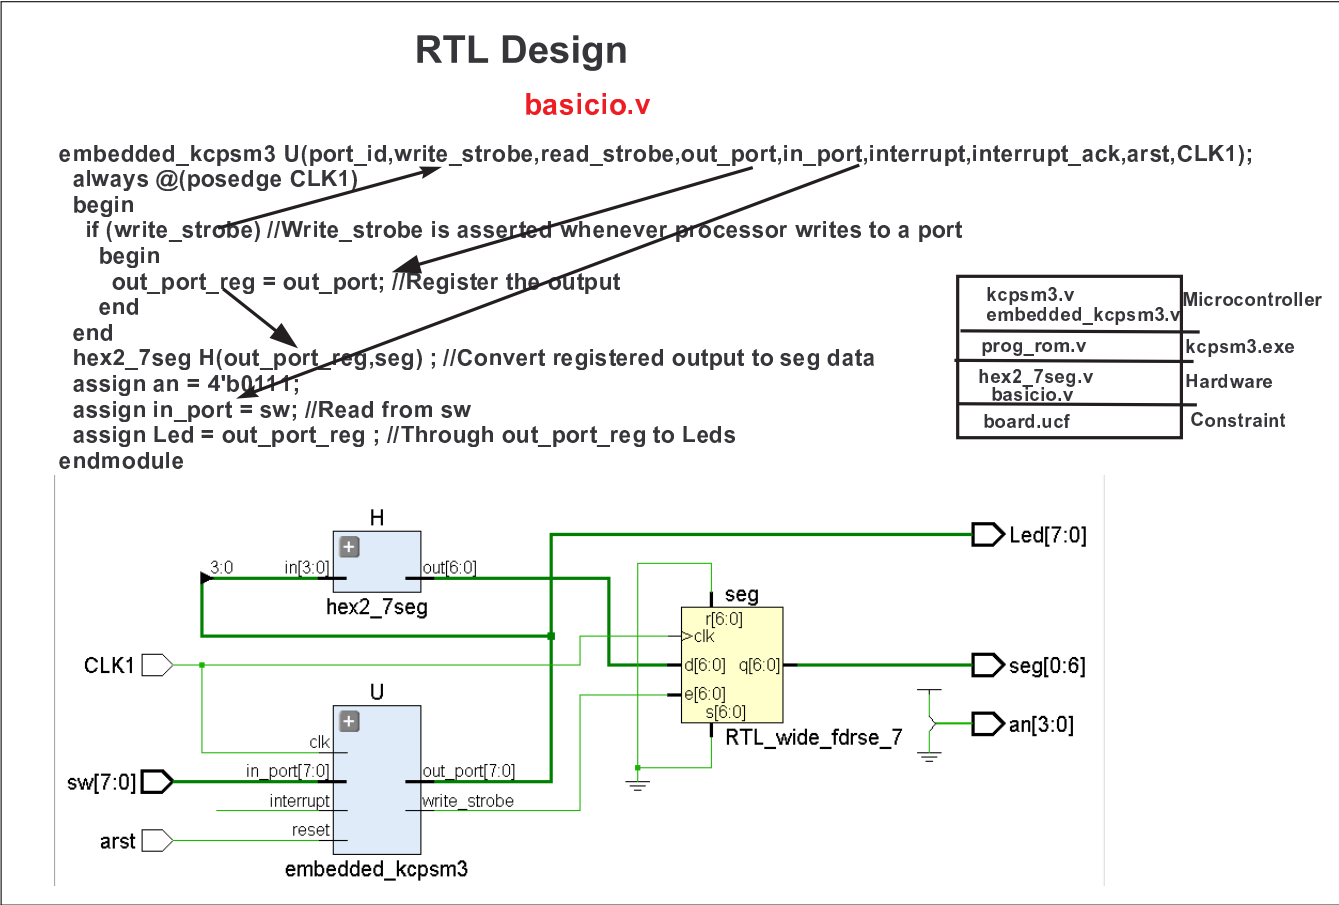 RTL Design
basicio.v
embedded_kcpsm3 U(port_id,write_strobe,read_strobe,out_port,in_port,interrupt,interrupt_ack,arst,CLK1);
always @(posedge CLK1)
begin
if (write_strobe) //Write_strobe is asserted whenever processor writes to a port
begin
out_port_reg = out_port; //Register the output
end
end
hex2_7seg H(out_port_reg,seg) ; //Convert registered output to seg data
assign an = 4'b0111;
assign in_port = sw; //Read from sw
assign Led = out_port_reg ; //Through out_port_reg to Leds
endmodule
kcpsm3.v
embedded_kcpsm3.v
Microcontroller
prog_rom.v
kcpsm3.exe
hex2_7seg.v
basicio.v
Hardware
board.ucf
Constraint
H
3:0
in[3:0]
out[6:0]
hex2_7seg
Led[7:0]
seg
r[6:0]
clk
d[6:0]
q[6:0]
e[6:0]
s[6:0]
RTL_wide_fdrse_7
seg[0:6]
an[3:0]
CLK1
U
clk
sw[7:0]
in_port[7:0]
out_port[7:0]
interrupt
write_strobe
arst
reset
embedded_kcpsm3